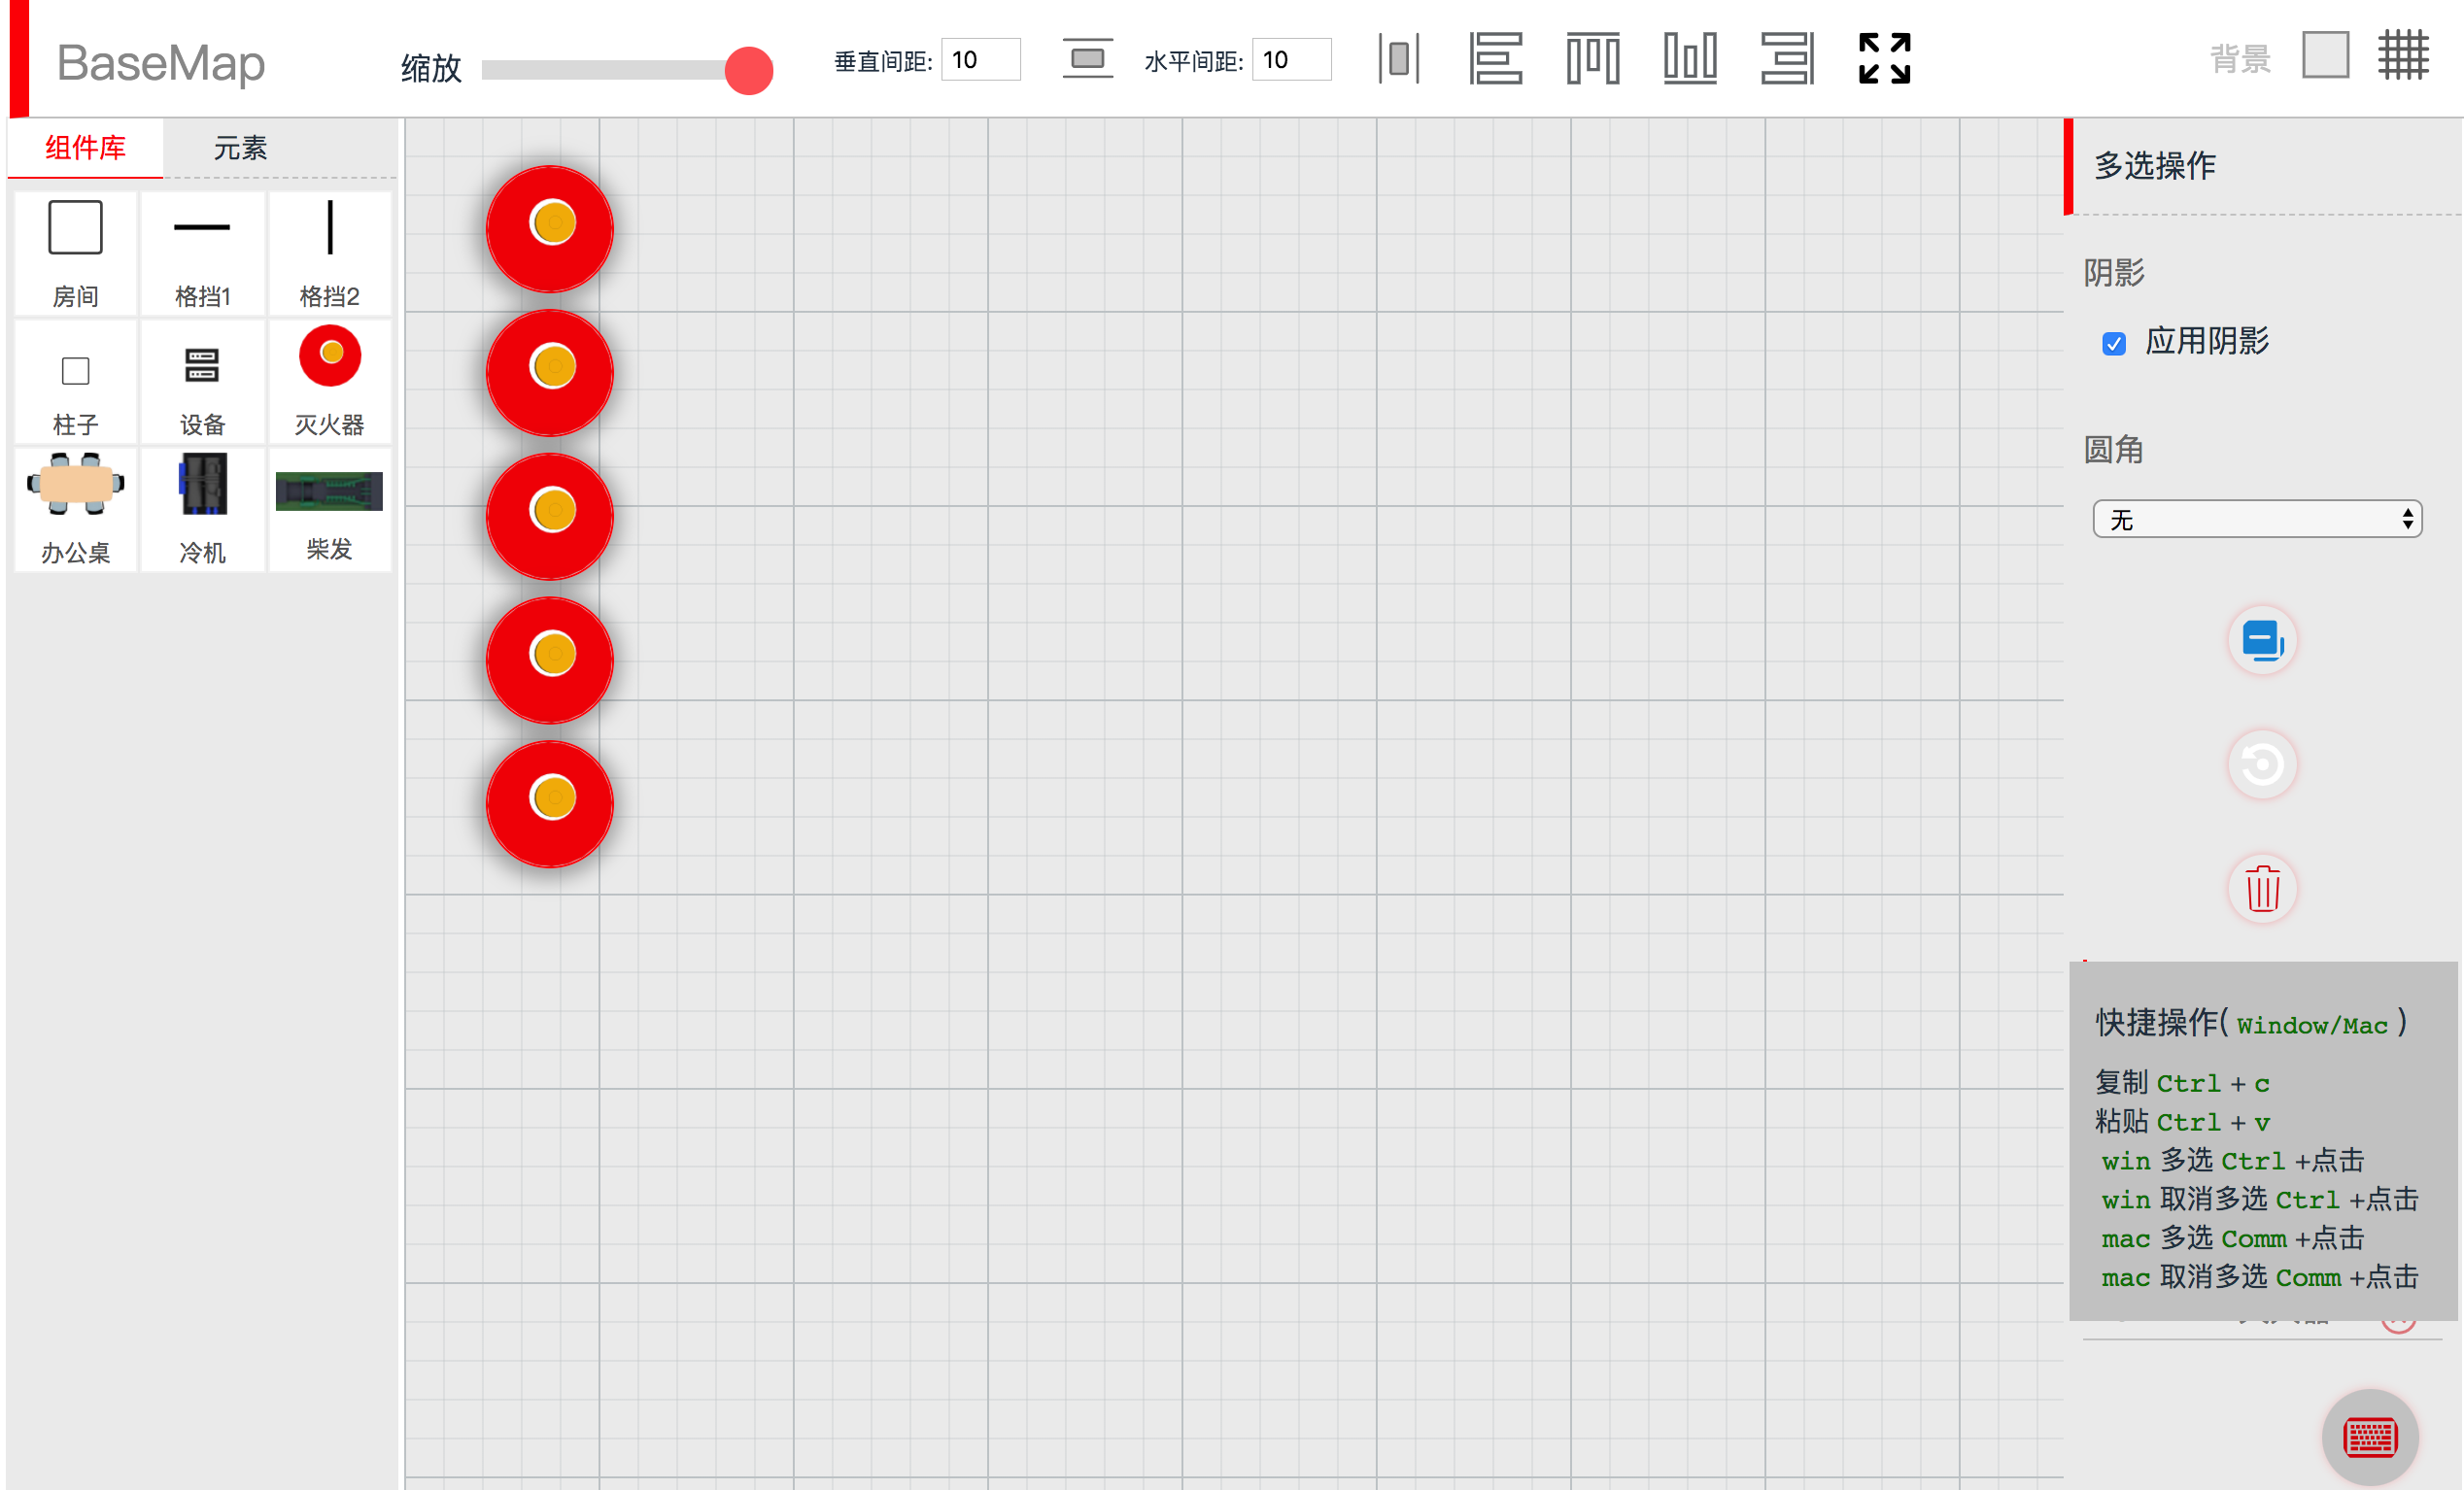 BaseMap
缩放
垂直间距: 10
水平间距: 10
背景
组件库
元素
房间
格挡1
格挡2
柱子
设备
灭火器
办公桌
冷机
柴发
多选操作
阴影
应用阴影
圆角
无
快捷操作( Window/Mac )
复制 Ctrl + c
粘贴 Ctrl + v
win 多选 Ctrl +点击
win 取消多选 Ctrl +点击
mac 多选 Comm +点击
mac 取消多选 Comm +点击